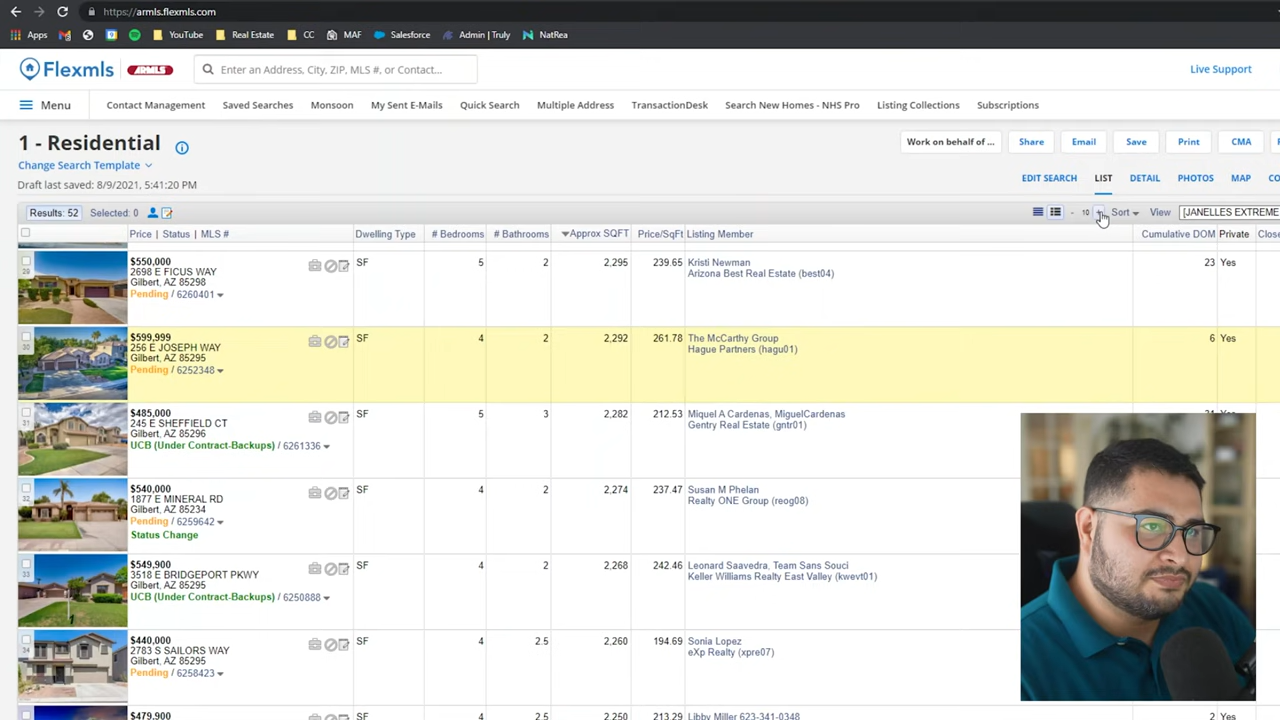 https://armls.flexmls.com
Apps YouTube Real Estate CC MAF Salesforce Admin | Truly NatRea
Flexmls ARMLS Enter an Address, City, ZIP, MLS #, or Contact... Live Support
Menu Contact Management Saved Searches Monsoon My Sent E-Mails Quick Search Multiple Address TransactionDesk Search New Homes - NHS Pro Listing Collections Subscriptions
1 - Residential
Work on behalf of ... Share Email Save Print CMA
Change Search Template
EDIT SEARCH LIST DETAIL PHOTOS MAP CO
Draft last saved: 8/9/2021, 5:41:20 PM
Results: 52 Selected: 0 - 10 + Sort View [JANELLES EXTREME
Price | Status | MLS # Dwelling Type # Bedrooms # Bathrooms Approx SQFT Price/SqFt Listing Member Cumulative DOM Private Close
29 $550,000 SF 5 2 2,295 239.65 Kristi Newman 23 Yes
2698 E FICUS WAY Arizona Best Real Estate (best04)
Gilbert, AZ 85298
Pending / 6260401
30 $599,999 SF 4 2 2,292 261.78 The McCarthy Group 6 Yes
256 E JOSEPH WAY Hague Partners (hagu01)
Gilbert, AZ 85295
Pending / 6252348
31 $485,000 SF 5 3 2,282 212.53 Miquel A Cardenas, MiguelCardenas
245 E SHEFFIELD CT Gentry Real Estate (gntr01)
Gilbert, AZ 85296
UCB (Under Contract-Backups) / 6261336
32 $540,000 SF 4 2 2,274 237.47 Susan M Phelan
1877 E MINERAL RD Realty ONE Group (reog08)
Gilbert, AZ 85234
Pending / 6259642
Status Change
33 $549,900 SF 4 2 2,268 242.46 Leonard Saavedra, Team Sans Souci
3518 E BRIDGEPORT PKWY Keller Williams Realty East Valley (kwevt01)
Gilbert, AZ 85295
UCB (Under Contract-Backups) / 6250888
34 $440,000 SF 4 2.5 2,260 194.69 Sonia Lopez
2783 S SAILORS WAY eXp Realty (xpre07)
Gilbert, AZ 85295
Pending / 6258423
$479,900 SF 4 2.5 2,250 213.29 Libby Miller 623-341-0348 2 Yes